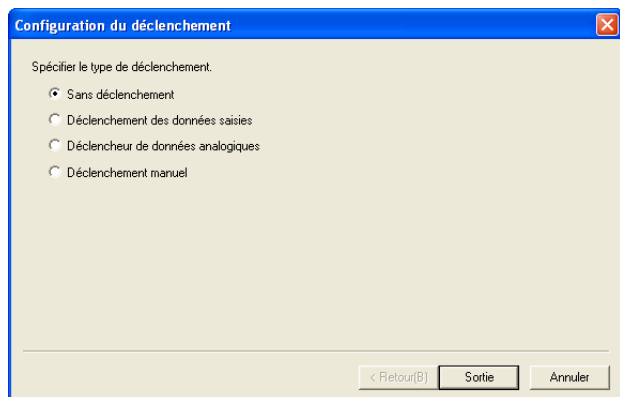 Configuration du déclenchement
Spécifier le type de déclenchement.
Sans déclenchement
Déclenchement des données saisies
Déclencheur de données analogiques
Déclenchement manuel
< Retour(B) Sortie Annuler